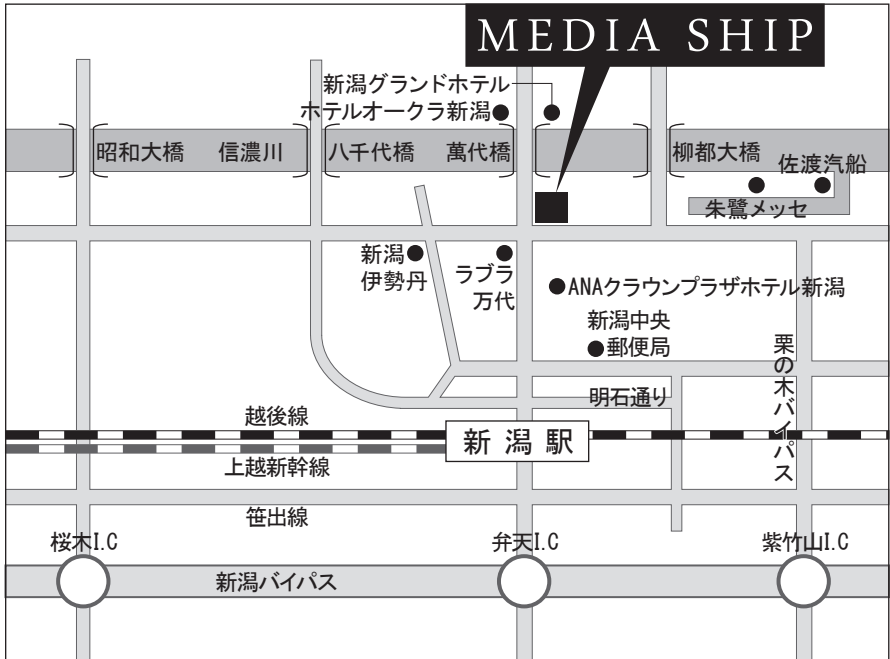 MEDIA SHIP
新潟グランドホテル
ホテルオークラ新潟
昭和大橋 信濃川 八千代橋 萬代橋 柳都大橋
佐渡汽船
朱鷺メッセ
新潟
伊勢丹
ラブラ
万代
ANAクラウンプラザホテル新潟
新潟中央
郵便局
栗の木バイパス
明石通り
越後線
新潟駅
上越新幹線
笹出線
桜木I.C 弁天I.C 紫竹山I.C
新潟バイパス